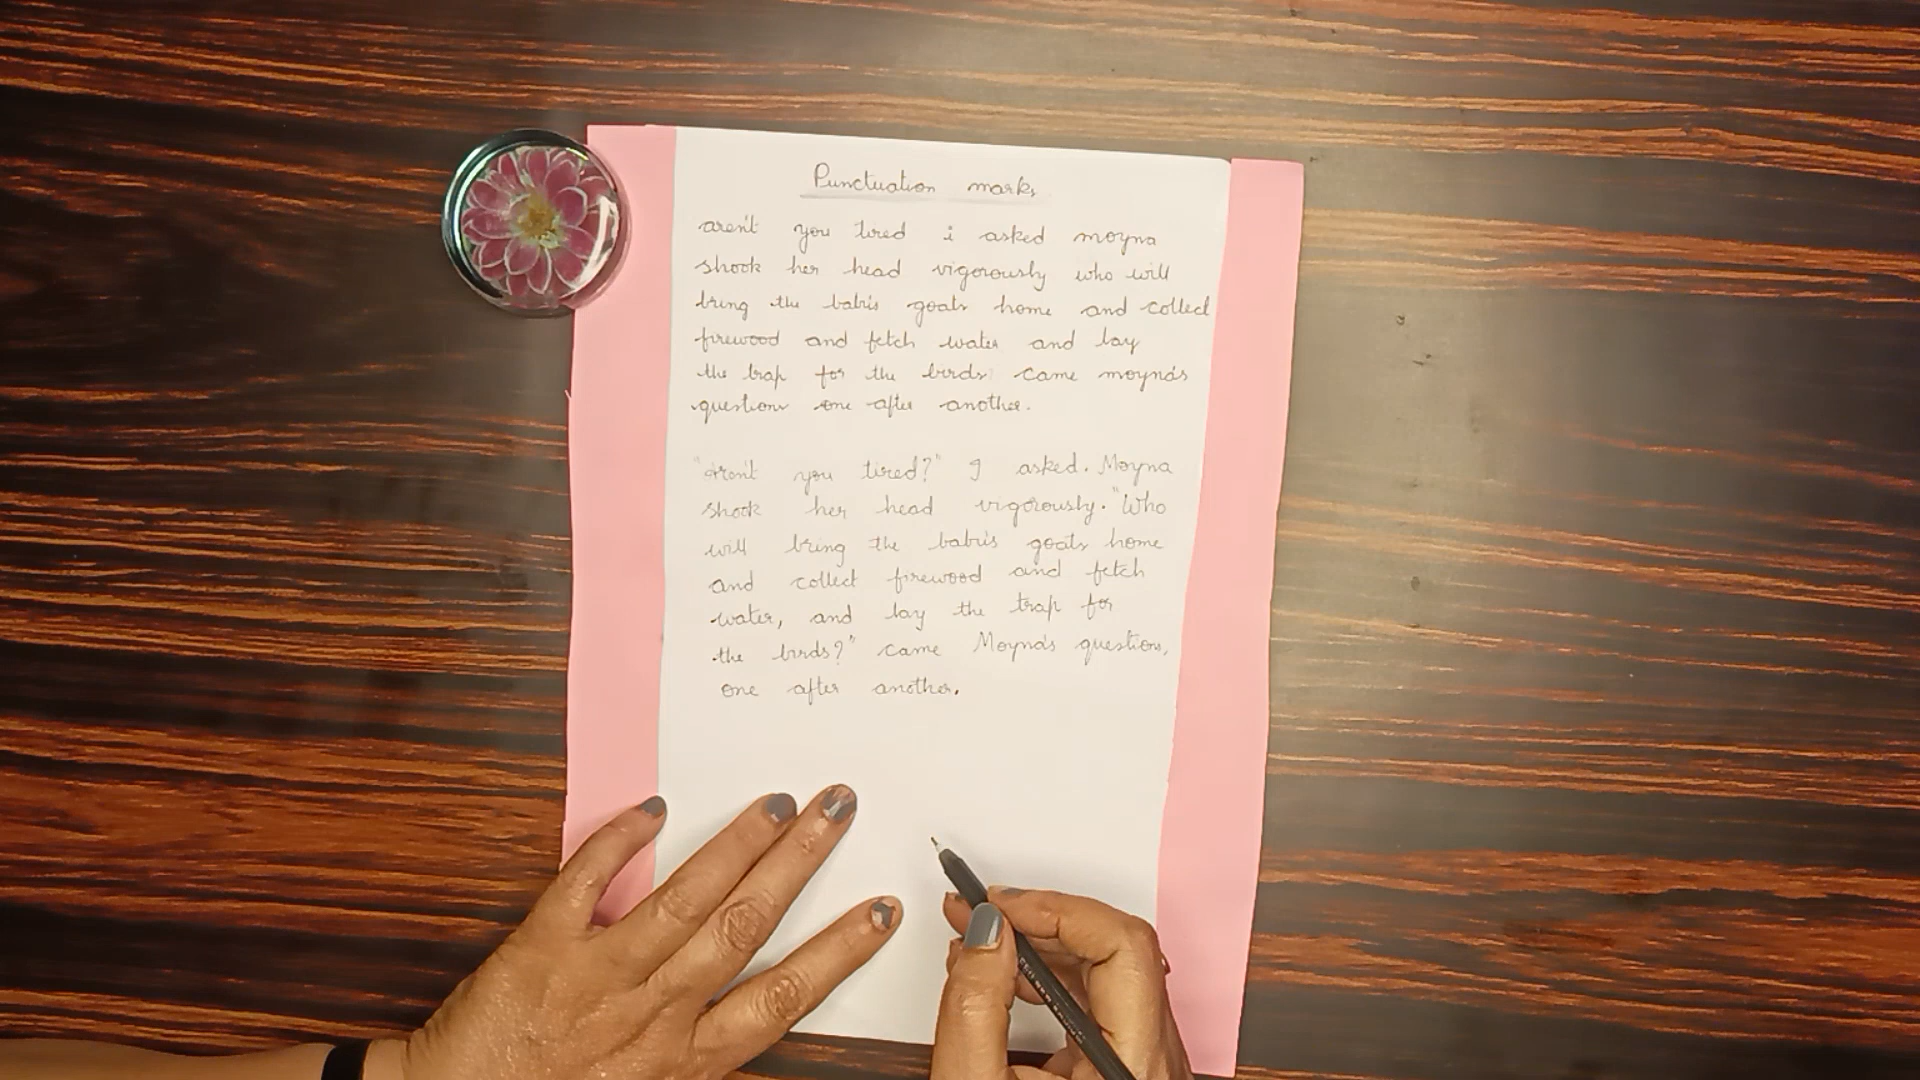 Punctuation marks
aren't you tired i asked moyna
shook her head vigorously who will
bring the babu's goats home and collect
firewood and fetch water and lay
the trap for the birds came moyna's
questions one after another.
"Aren't you tired?" I asked. Moyna
shook her head vigorously. "Who
will bring the babu's goats home
and collect firewood and fetch
water, and lay the trap for
the birds?" came Moyna's questions,
one after another.